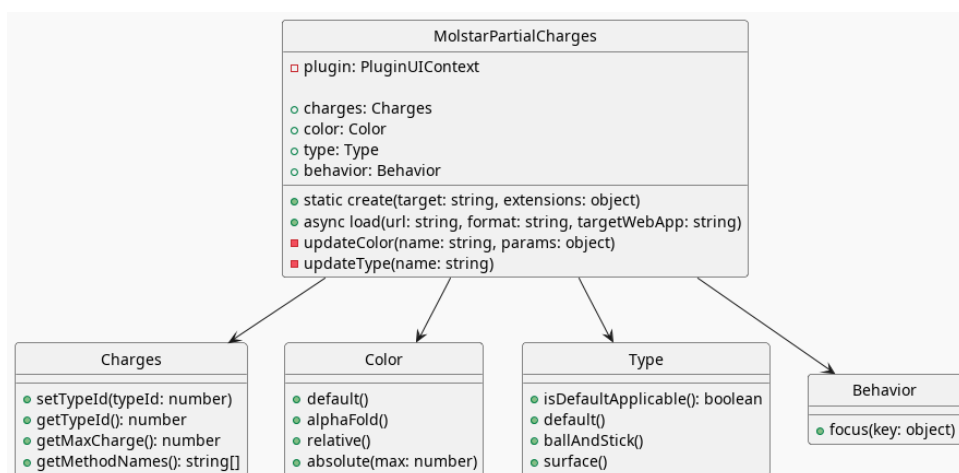 MolstarPartialCharges
plugin: PluginUIContext
charges: Charges
color: Color
type: Type
behavior: Behavior
static create(target: string, extensions: object)
async load(url: string, format: string, targetWebApp: string)
updateColor(name: string, params: object)
updateType(name: string)
Charges
setTypeId(typeId: number)
getTypeId(): number
getMaxCharge(): number
getMethodNames(): string[]
Color
default()
alphaFold()
relative()
absolute(max: number)
Type
isDefaultApplicable(): boolean
default()
ballAndStick()
surface()
Behavior
focus(key: object)